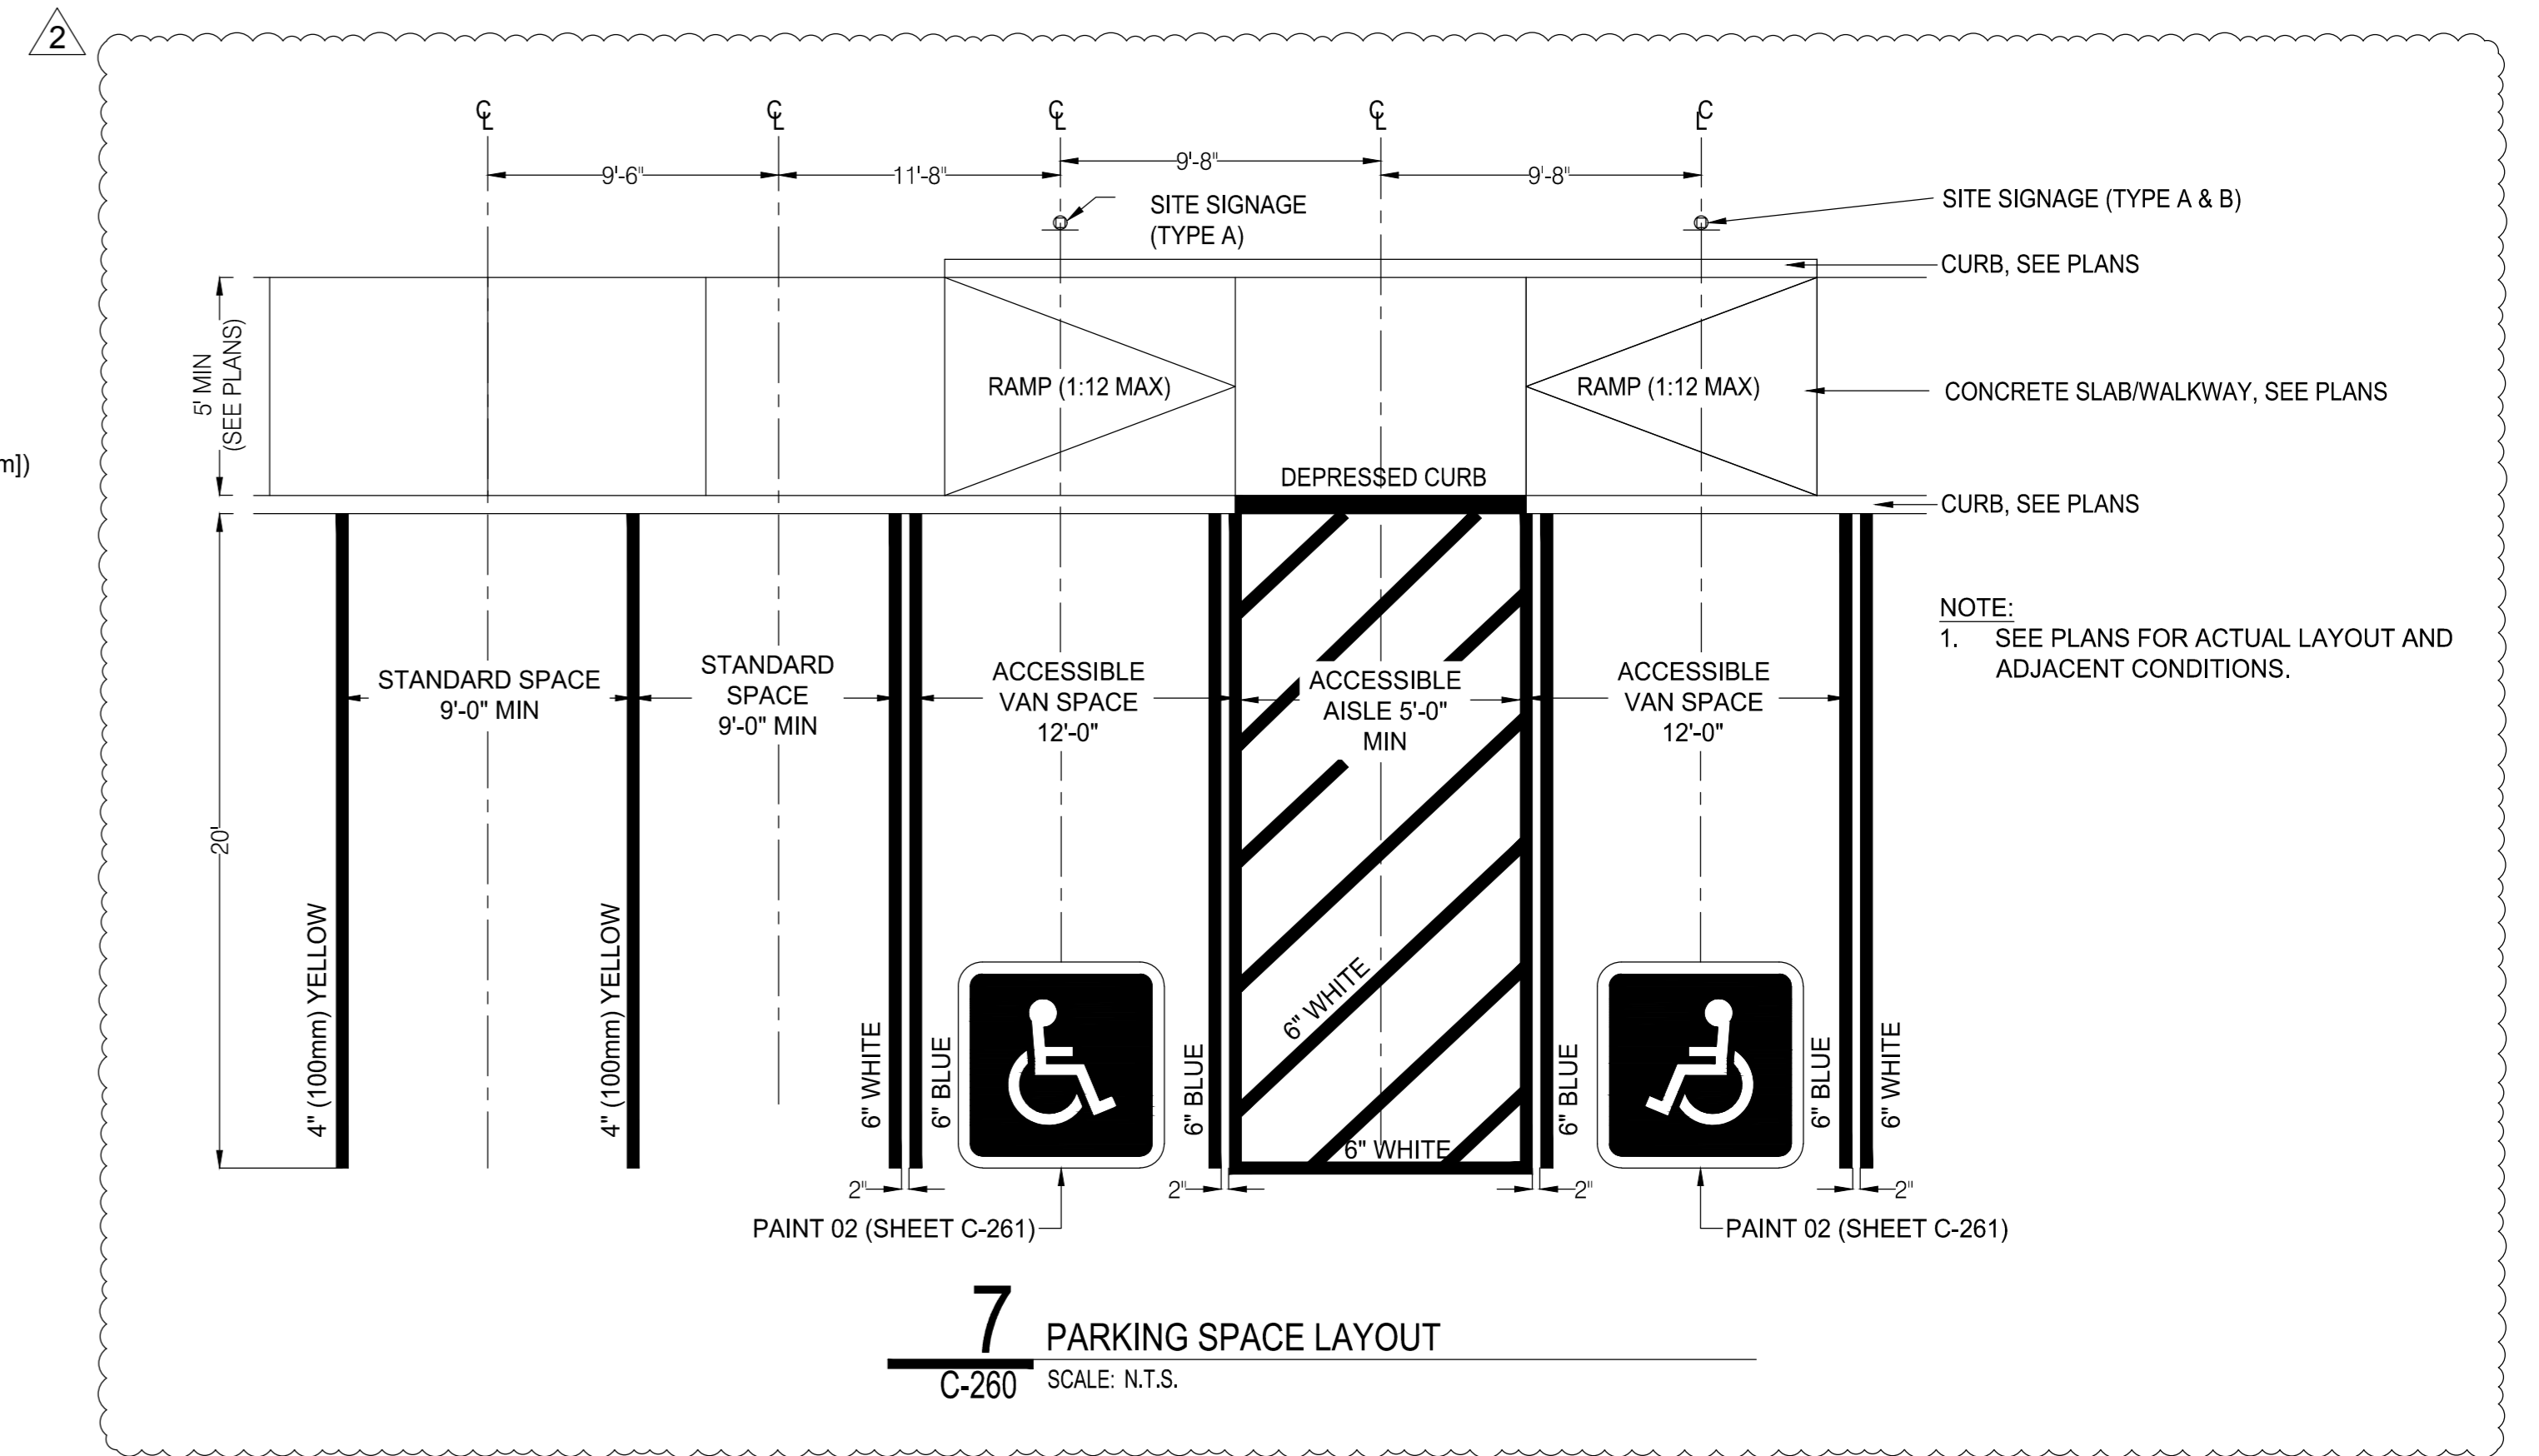 2
m])
CL
CL
CL
CL
CL
9'-6"
11'-8"
9'-8"
9'-8"
SITE SIGNAGE
(TYPE A)
SITE SIGNAGE (TYPE A & B)
CURB, SEE PLANS
5' MIN
(SEE PLANS)
RAMP (1:12 MAX)
RAMP (1:12 MAX)
CONCRETE SLAB/WALKWAY, SEE PLANS
DEPRESSED CURB
CURB, SEE PLANS
NOTE:
1. SEE PLANS FOR ACTUAL LAYOUT AND
ADJACENT CONDITIONS.
20'
STANDARD SPACE
9'-0" MIN
STANDARD
SPACE
9'-0" MIN
ACCESSIBLE
VAN SPACE
12'-0"
ACCESSIBLE
AISLE 5'-0"
MIN
ACCESSIBLE
VAN SPACE
12'-0"
4" (100mm) YELLOW
4" (100mm) YELLOW
6" WHITE
6" BLUE
6" BLUE
6" WHITE
6" WHITE
6" BLUE
6" BLUE
6" WHITE
2"
2"
2"
2"
PAINT 02 (SHEET C-261)
PAINT 02 (SHEET C-261)
7
PARKING SPACE LAYOUT
C-260
SCALE: N.T.S.